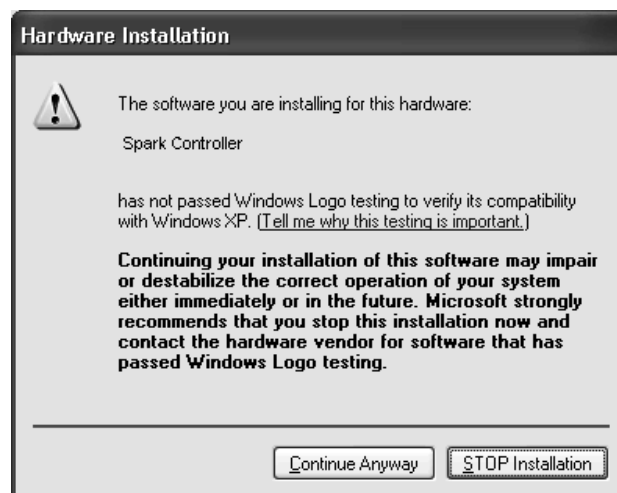 Hardware Installation
The software you are installing for this hardware:
Spark Controller
has not passed Windows Logo testing to verify its compatibility
with Windows XP. (Tell me why this testing is important.)
Continuing your installation of this software may impair
or destabilize the correct operation of your system
either immediately or in the future. Microsoft strongly
recommends that you stop this installation now and
contact the hardware vendor for software that has
passed Windows Logo testing.
Continue Anyway
STOP Installation